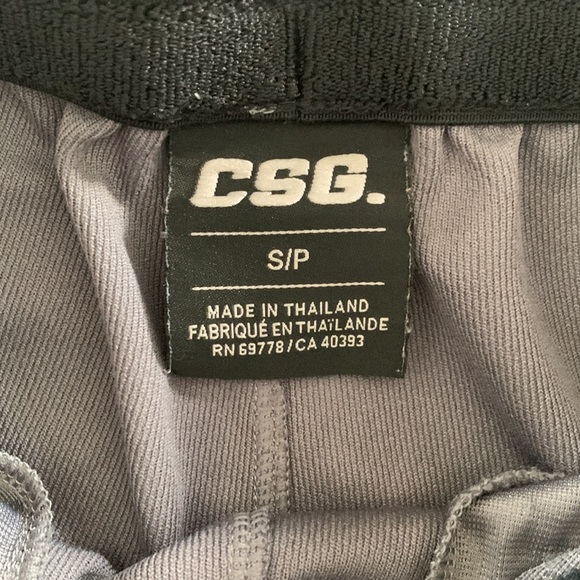 CSG.
S/P
MADE IN THAILAND
FABRIQUÉ EN THAÏLANDE
RN 69778 / CA 40393